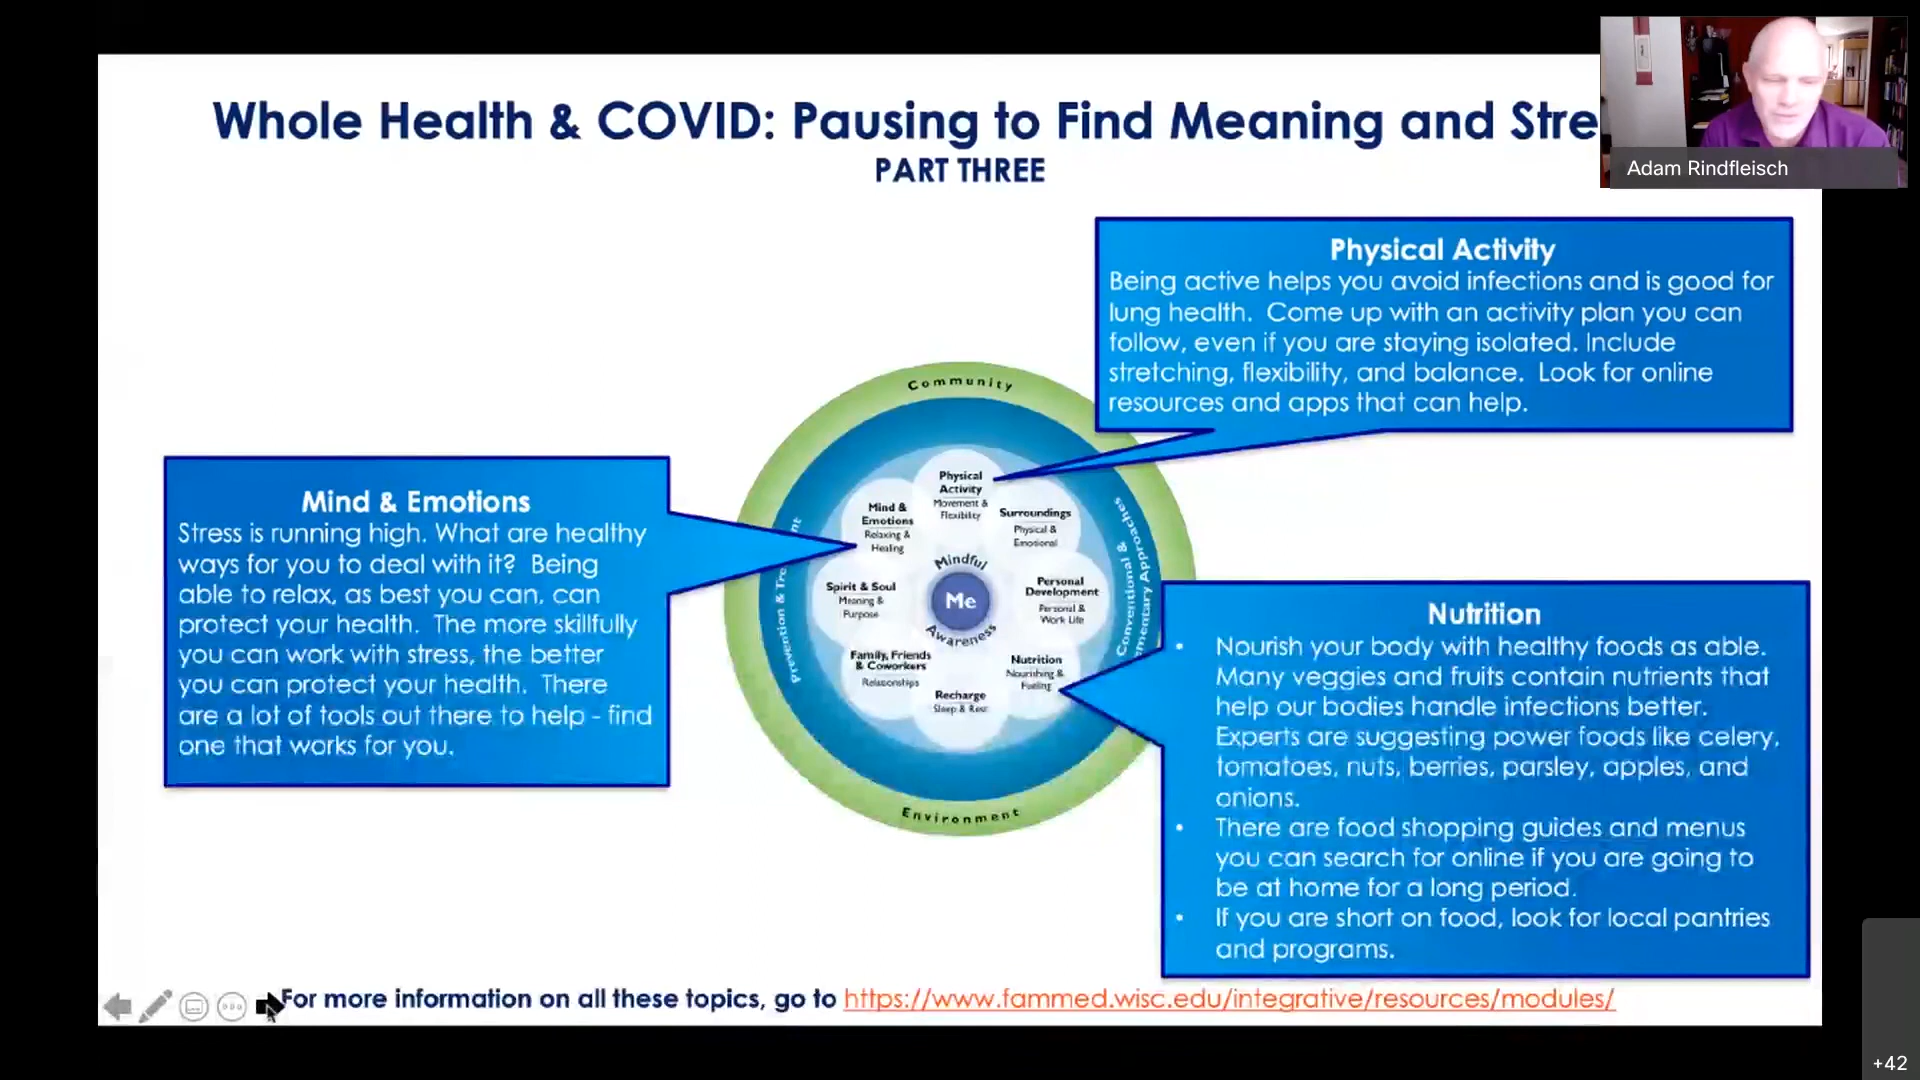 Whole Health & COVID: Pausing to Find Meaning and Stre
PART THREE
Adam Rindfleisch
Physical Activity
Being active helps you avoid infections and is good for
lung health. Come up with an activity plan you can
follow, even if you are staying isolated. Include
stretching, flexibility, and balance. Look for online
resources and apps that can help.
Mind & Emotions
Stress is running high. What are healthy
ways for you to deal with it? Being
able to relax, as best you can, can
protect your health. The more skillfully
you can work with stress, the better
you can protect your health. There
are a lot of tools out there to help - find
one that works for you.
Community
Prevention & Tre
nt
Conventional &
mentary Approaches
Environment
Physical
Activity
Movement &
Flexibility
Surroundings
Physical &
Emotional
Personal
Development
Personal &
Work Life
Nutrition
Nourishing &
Fueling
Recharge
Sleep & Rest
Family, Friends
& Coworkers
Relationships
Spirit & Soul
Meaning &
Purpose
Mind &
Emotions
Relaxing &
Healing
Mindful
Me
Awareness
Nutrition
• Nourish your body with healthy foods as able.
Many veggies and fruits contain nutrients that
help our bodies handle infections better.
Experts are suggesting power foods like celery,
tomatoes, nuts, berries, parsley, apples, and
onions.
• There are food shopping guides and menus
you can search for online if you are going to
be at home for a long period.
• If you are short on food, look for local pantries
and programs.
For more information on all these topics, go to https://www.fammed.wisc.edu/integrative/resources/modules/
+42